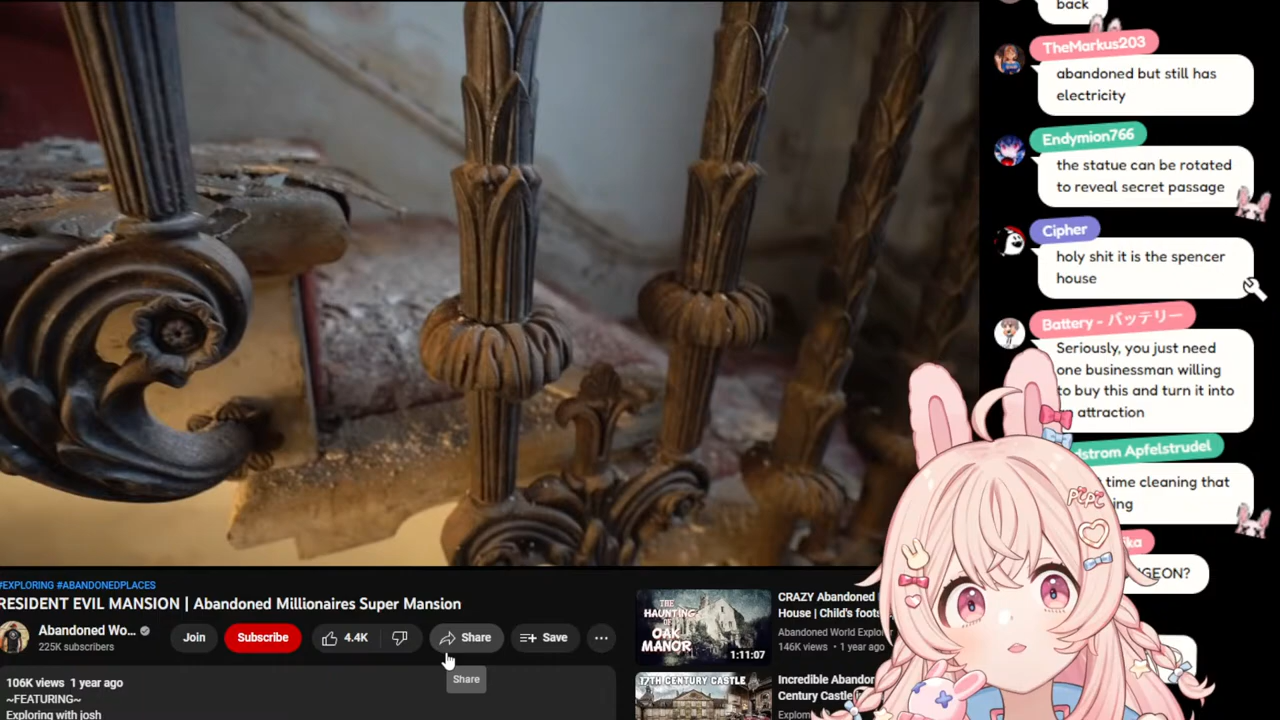 back
TheMarkus203
abandoned but still has
electricity
Endymion766
the statue can be rotated
to reveal secret passage
Cipher
holy shit it is the spencer
house
Battery - バッテリー
Seriously, you just need
one businessman willing
to buy this and turn it into
attraction
Apfelstrudel
time cleaning that
#EXPLORING #ABANDONEDPLACES
RESIDENT EVIL MANSION | Abandoned Millionaires Super Mansion
Abandoned Wo...
225K subscribers
Join
Subscribe
4.4K
Share
Save
Share
106K views 1 year ago
~FEATURING~
Exploring with josh
THE
HAUNTING
OF
OAK
MANOR
1:11:07
CRAZY Abandoned
House | Child's
Abandoned World
146K views • 1 year ago
17TH CENTURY CASTLE
Century Castle
PiPi